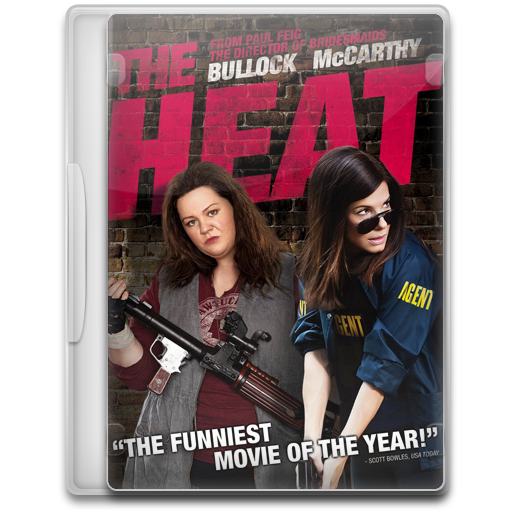 FROM PAUL FEIG
THE DIRECTOR OF BRIDESMAIDS
BULLOCK McCARTHY
THE
HEAT
AGENT
AGENT
"THE FUNNIEST
MOVIE OF THE YEAR!"
- SCOTT BOWLES, USA TODAY